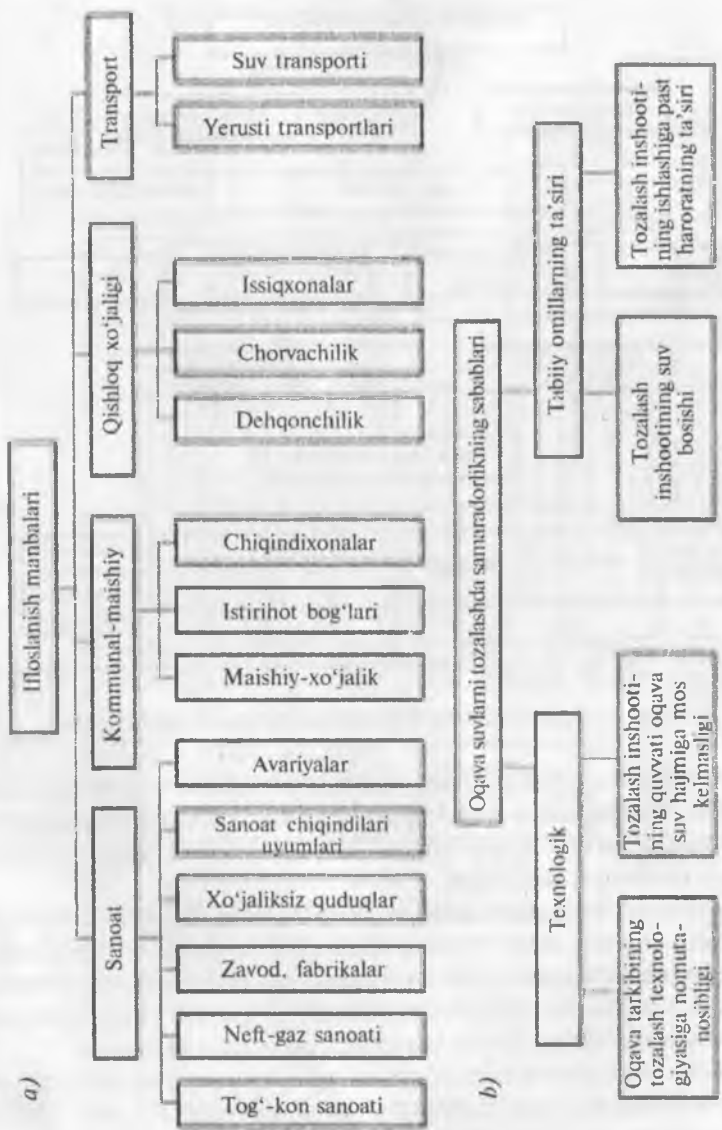 a)
Ifloslanish manbalari
Sanoat
Kommunal-maishiy
Qishloq xo‘jaligi
Transport
Tog‘-kon sanoati
Neft-gaz sanoati
Zavod, fabrikalar
Xo‘jaliksiz quduqlar
Sanoat chiqindilari
uyumlari
Avariyalar
Maishiy-xo‘jalik
Istirihot bog‘lari
Chiqindixonalar
Dehqonchilik
Chorvachilik
Issiqxonalar
Yerusti transportlari
Suv transporti
b)
Oqava suvlarni tozalashda samaradorlikning sabablari
Texnologik
Tabiiy omillarning ta’siri
Oqava tarkibining
tozalash texnolo-
giyasiga nomuta-
nosibligi
Tozalash inshooti-
ning quvvati oqava
suv hajmiga mos
kelmasligi
Tozalash
inshootining suv
bosishi
Tozalash inshooti-
ning ishlashiga past
haroratning ta’siri